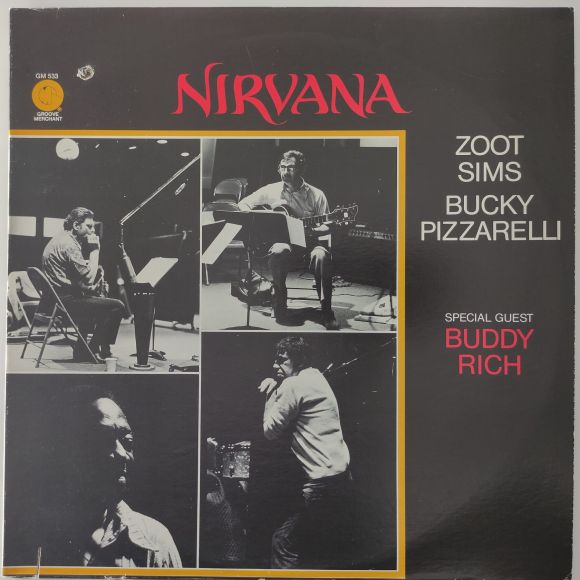 GM 533
GROOVE
MERCHANT
NIRVANA
ZOOT
SIMS
BUCKY
PIZZARELLI
SPECIAL GUEST
BUDDY
RICH